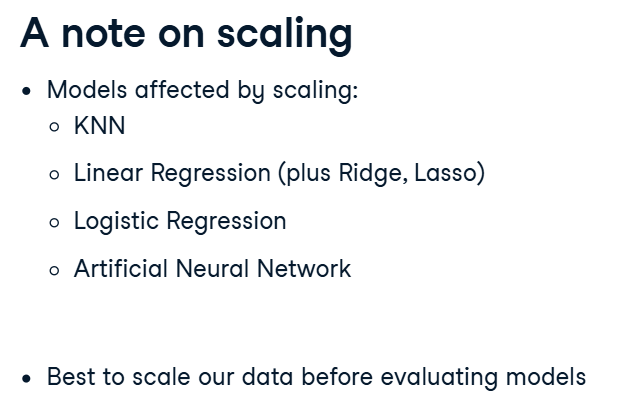 A note on scaling
• Models affected by scaling:
○ KNN
○ Linear Regression (plus Ridge, Lasso)
○ Logistic Regression
○ Artificial Neural Network
• Best to scale our data before evaluating models